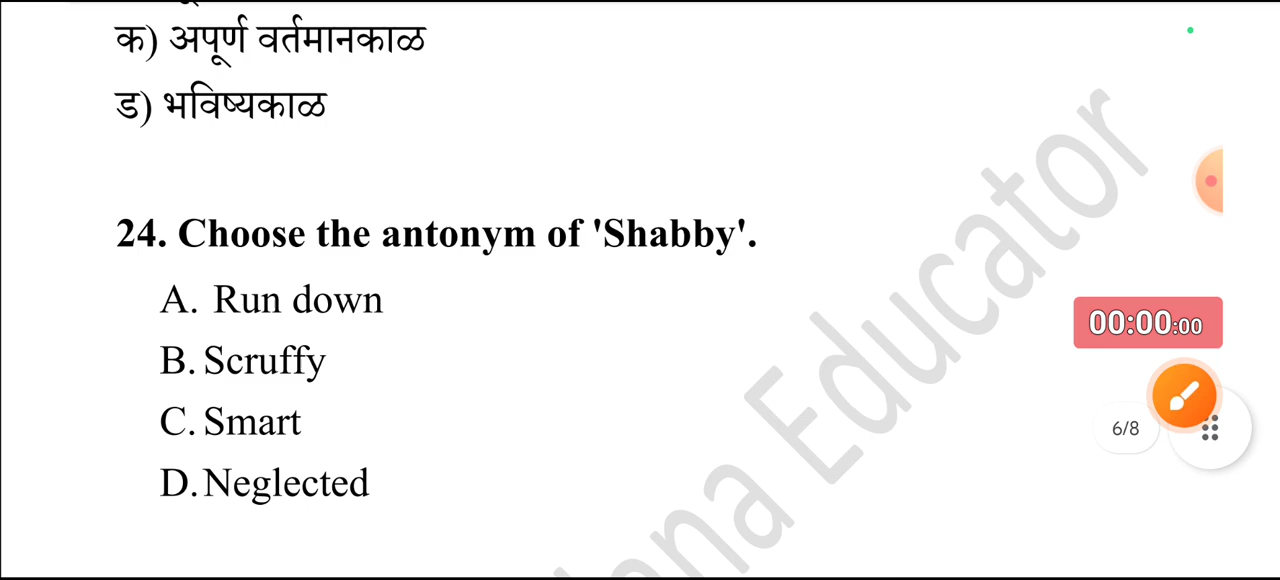 क) अपूर्ण वर्तमानकाळ
ड) भविष्यकाळ
24. Choose the antonym of 'Shabby'.
A. Run down
B. Scruffy
C. Smart
D. Neglected
00:00:00
6/8
Educator